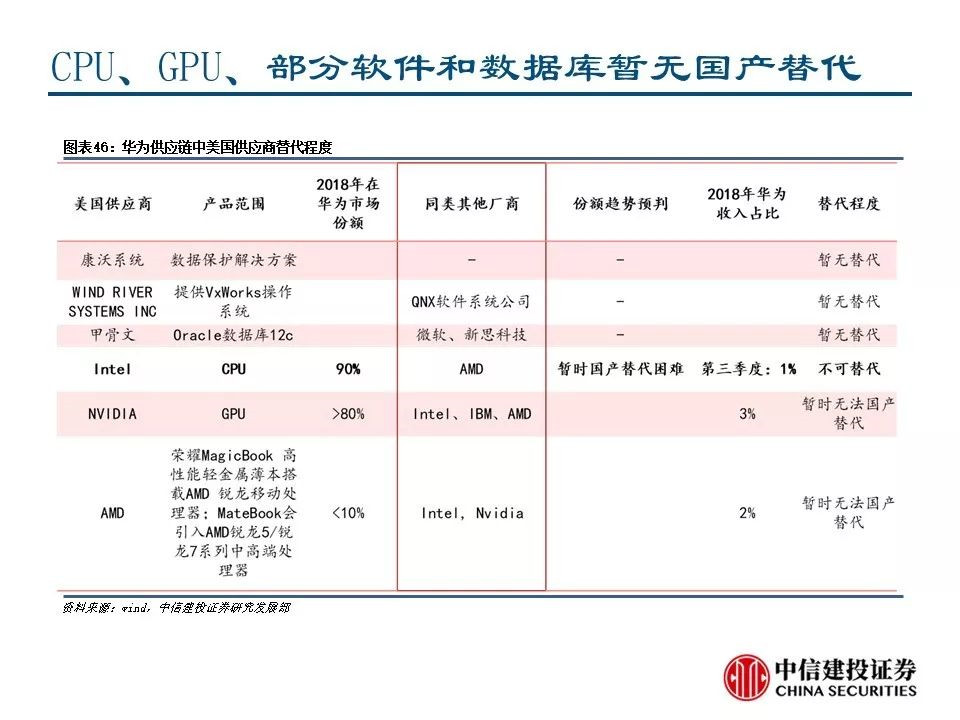 CPU、GPU、部分软件和数据库暂无国产替代
图表46：华为供应链中美国供应商替代程度
美国供应商 产品范围 2018年在华为市场份额 同类其他厂商 份额趋势预判 2018年华为收入占比 替代程度
康沃系统 数据保护解决方案 - - 暂无替代
WIND RIVER SYSTEMS INC 提供VxWorks操作系统 QNX软件系统公司 - 暂无替代
甲骨文 Oracle数据库12c 微软、新思科技 - 暂无替代
Intel CPU 90% AMD 暂时国产替代困难 第三季度：1% 不可替代
NVIDIA GPU >80% Intel、IBM、AMD 3% 暂时无法国产替代
AMD 荣耀MagicBook 高性能轻金属薄本搭载AMD 锐龙移动处理器；MateBook会引入AMD锐龙5/锐龙7系列中高端处理器 <10% Intel, Nvidia 2% 暂时无法国产替代
资料来源：wind，中信建投证券研究发展部
中信建投证券
CHINA SECURITIES